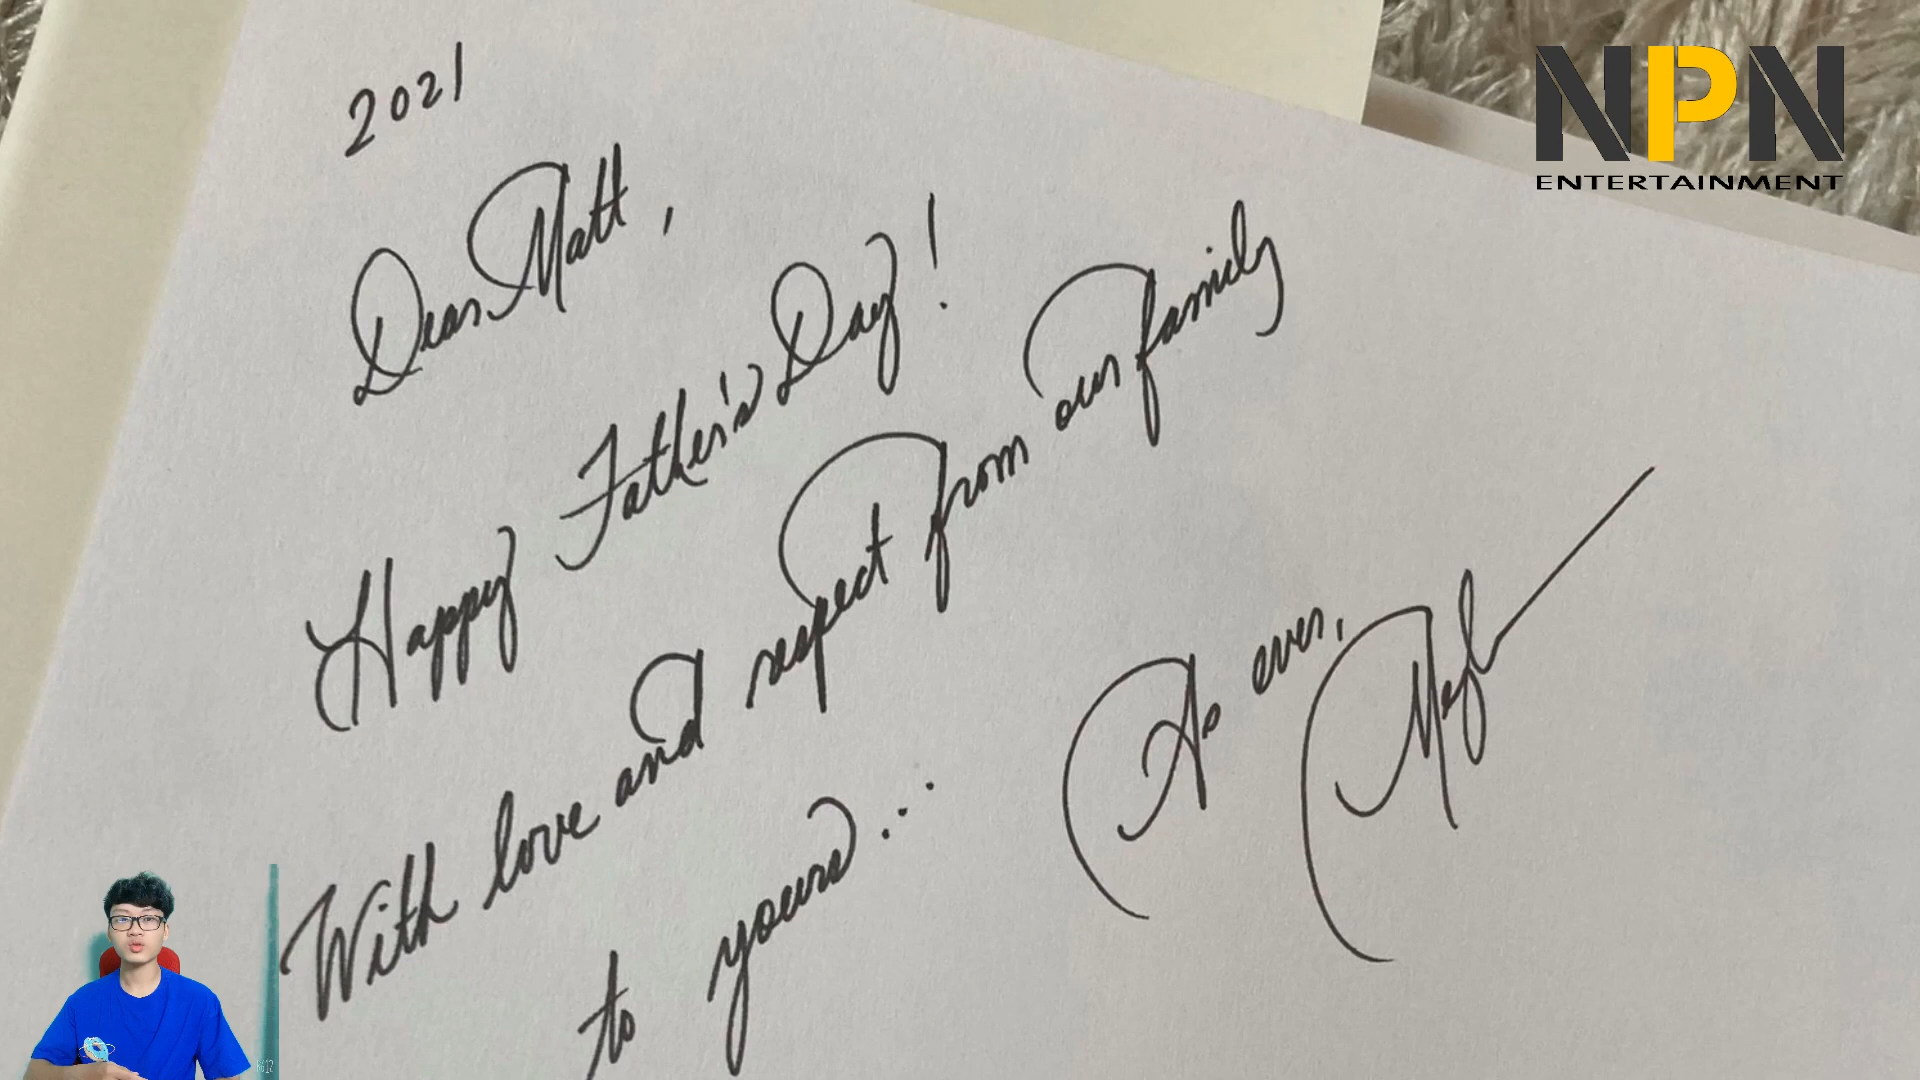 2021
Dear Matt,
Happy Father's Day!
With love and respect from our family
to yours...
As ever,
NPN
ENTERTAINMENT